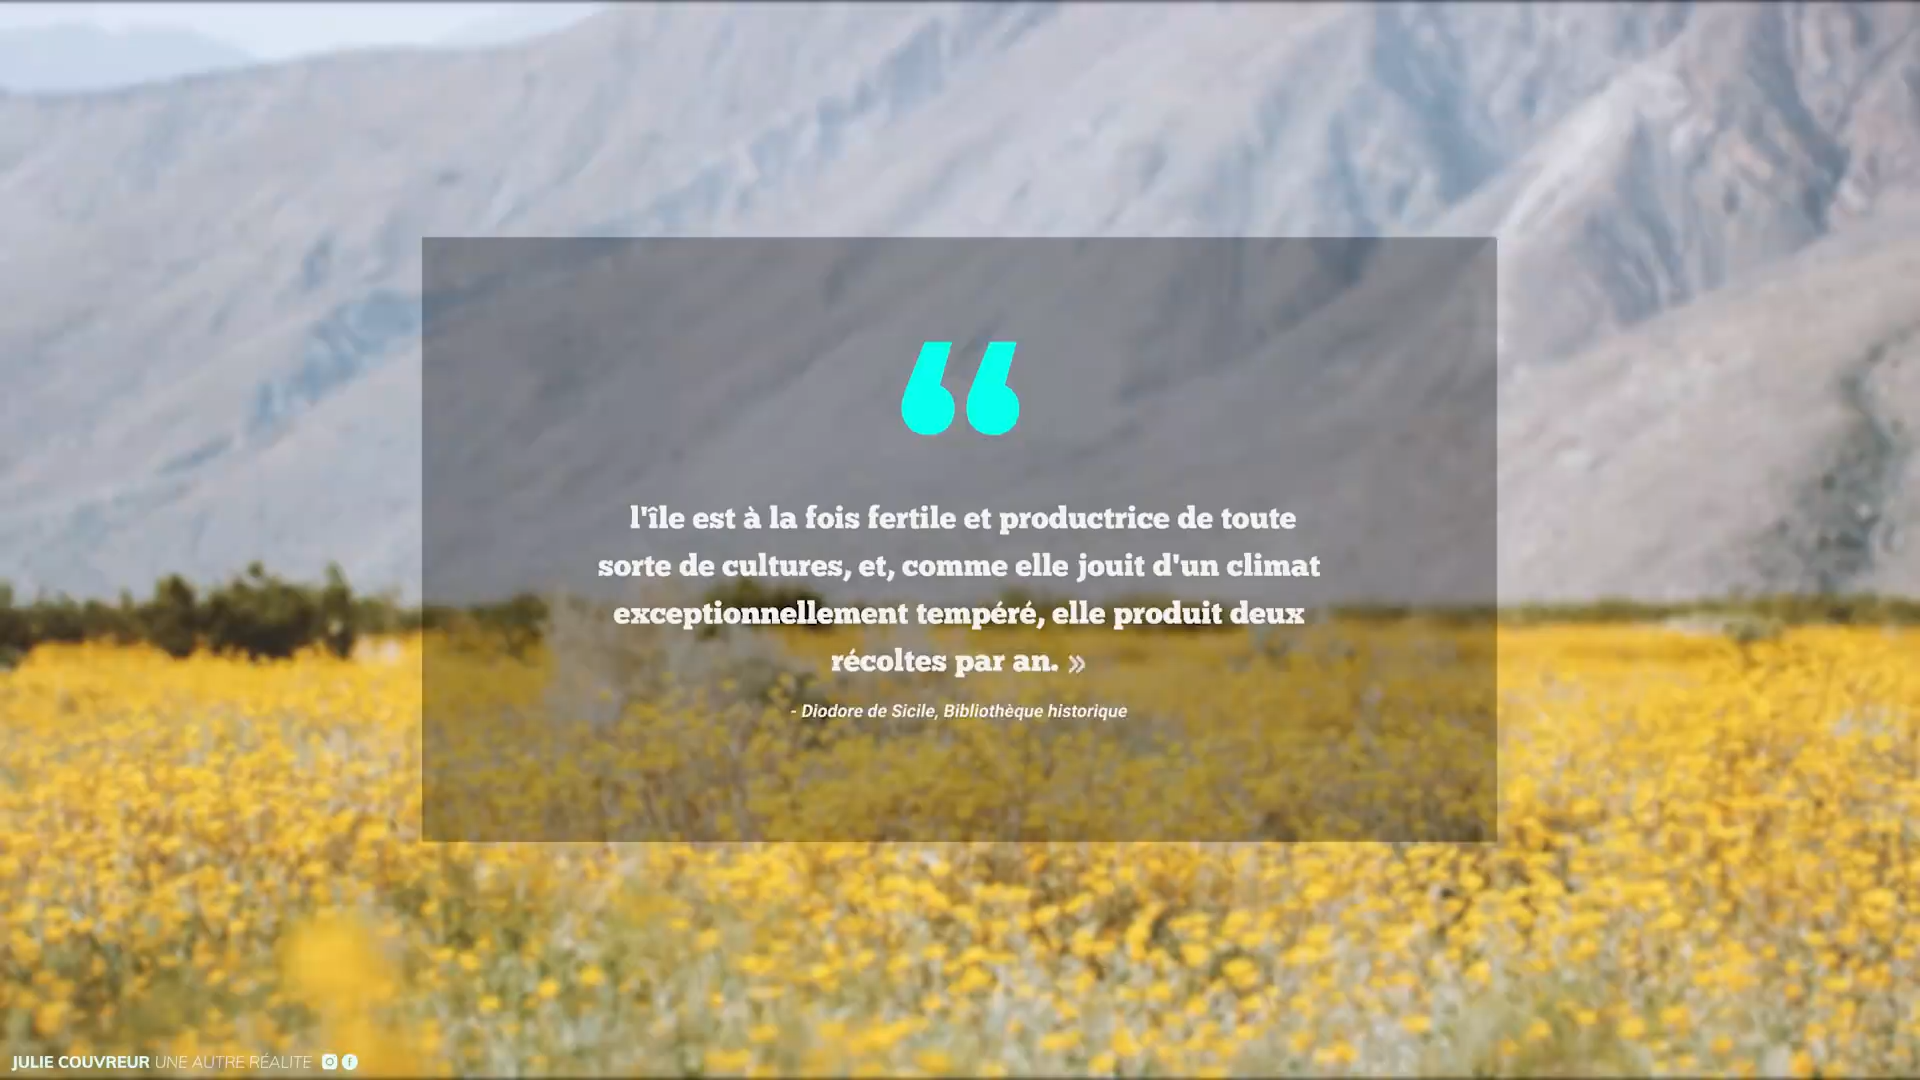 “
l'île est à la fois fertile et productrice de toute
sorte de cultures, et, comme elle jouit d'un climat
exceptionnellement tempéré, elle produit deux
récoltes par an. »
- Diodore de Sicile, Bibliothèque historique
JULIE COUVREUR UNE AUTRE RÉALITE